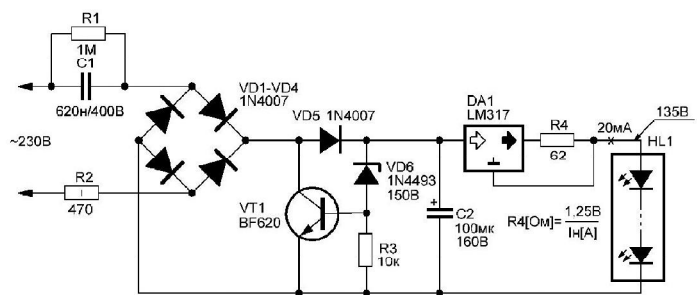 R1
1М
C1
620н/400В
~230В
R2
470
VD1-VD4
1N4007
VD5 1N4007
VD6
1N4493
150В
VT1
BF620
R3
10к
+
C2
100мк
160В
DA1
LM317
R4
62
20мА
135В
HL1
R4[Ом]=1,25В/Iн[А]